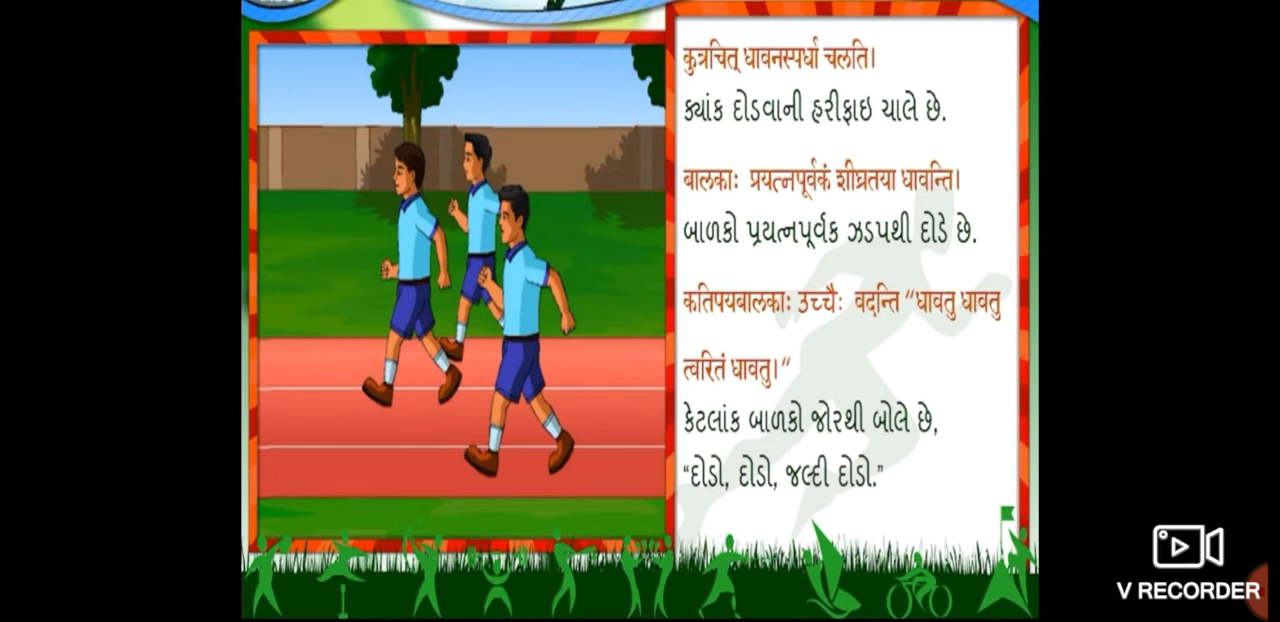 कुत्रचित् धावनस्पर्धा चलति।
ક્યાંક દોડવાની હરીફાઇ ચાલે છે.
बालकाः प्रयत्नपूर्वकं शीघ्रतया धावन्ति।
બાળકો પ્રયત્નપૂર્વક ઝડપથી દોડે છે.
कतिपयबालकाः उच्चैः वदन्ति “धावतु धावतु
त्वरितं धावतु।“
કેટલાંક બાળકો જોરથી બોલે છે,
“દોડો, દોડો, જલ્દી દોડો.”
V RECORDER